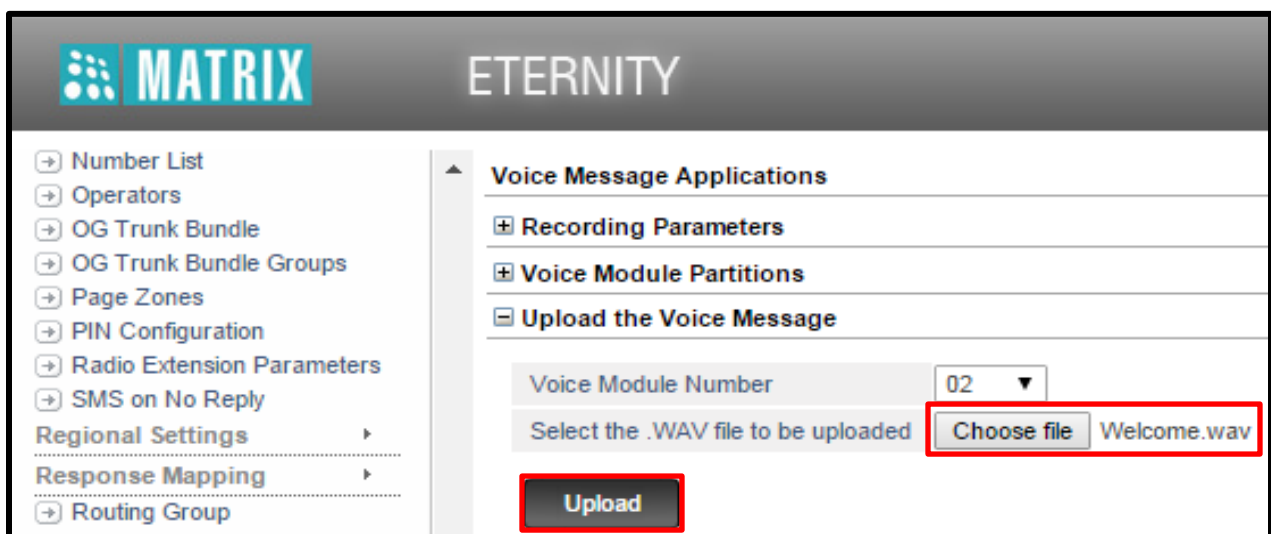 MATRIX ETERNITY
Number List
Operators
OG Trunk Bundle
OG Trunk Bundle Groups
Page Zones
PIN Configuration
Radio Extension Parameters
SMS on No Reply
Regional Settings
Response Mapping
Routing Group
Voice Message Applications
Recording Parameters
Voice Module Partitions
Upload the Voice Message
Voice Module Number 02
Select the .WAV file to be uploaded Choose file Welcome.wav
Upload